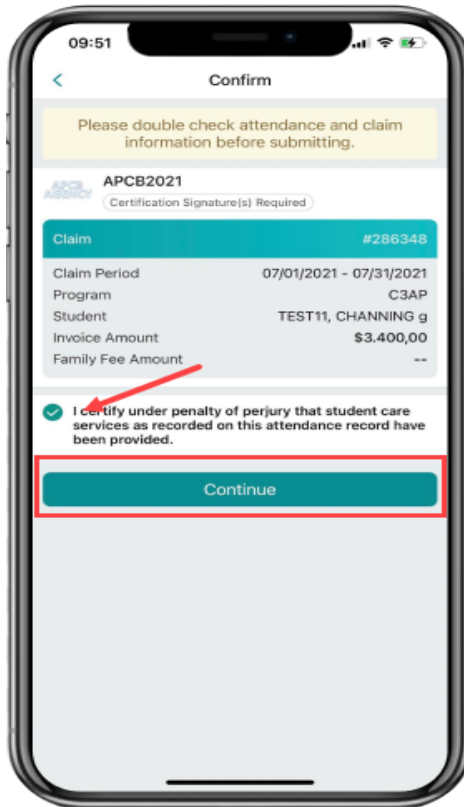 09:51
Confirm
Please double check attendance and claim
information before submitting.
APCB
AGENCY
APCB2021
Certification Signature(s) Required
Claim #286348
Claim Period 07/01/2021 - 07/31/2021
Program C3AP
Student TEST11, CHANNING g
Invoice Amount $3.400,00
Family Fee Amount --
I certify under penalty of perjury that student care
services as recorded on this attendance record have
been provided.
Continue